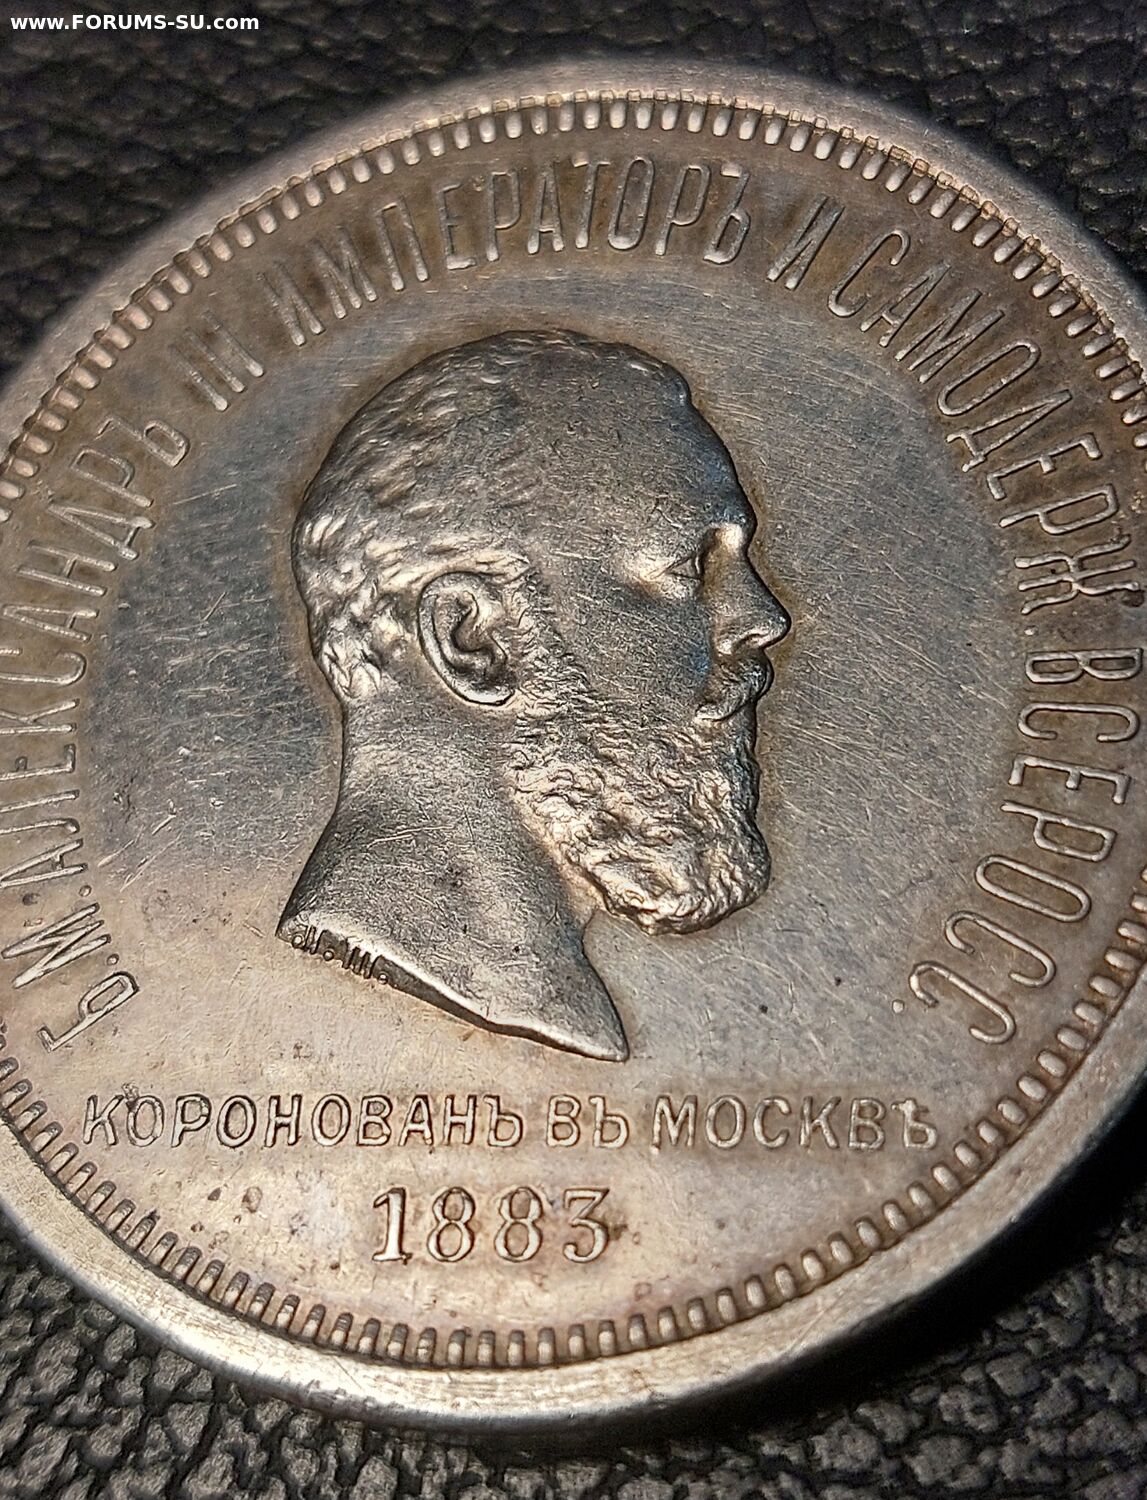 www.FORUMS-SU.com
Б.М.АЛЕКСАНДРЪ III ИМПЕРАТОРЪ И САМОДЕРЖ.ВСЕРОСС.
Л.Ш.
КОРОНОВАНЪ ВЪ МОСКВѢ
1883